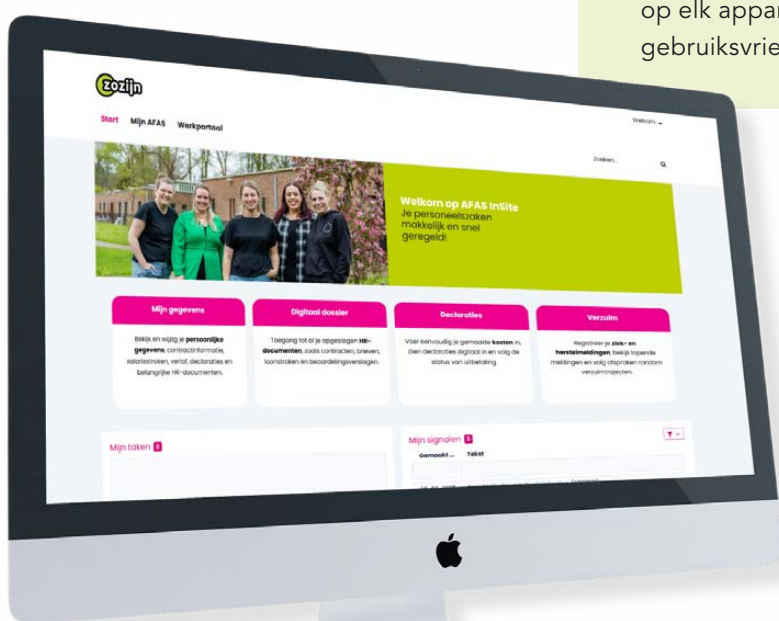 op elk appar
gebruiksvrie
zozijn
Welkom
Start Mijn AFAS Werkportaal
Zoeken...
Welkom op AFAS InSite
Je personeelszaken
makkelijk en snel
geregeld!
Mijn gegevens
Bekijk en wijzig je persoonlijke
gegevens, contractinformatie,
salarisstroken, verlof, declaraties en
belangrijke HR-documenten.
Digitaal dossier
Toegang tot al je opgeslagen HR-
documenten, zoals contracten, brieven,
loonstroken en beoordelingsverslagen.
Declaraties
Voer eenvoudig je gemaakte kosten in,
dien declaraties digitaal in en volg de
status van uitbetaling.
Verzuim
Registreer je ziek- en
herstelmeldingen, bekijk lopende
meldingen en volg afspraken rondom
verzuimtrajecten.
Mijn taken 0
Mijn signalen
Gemaakt ... Tekst